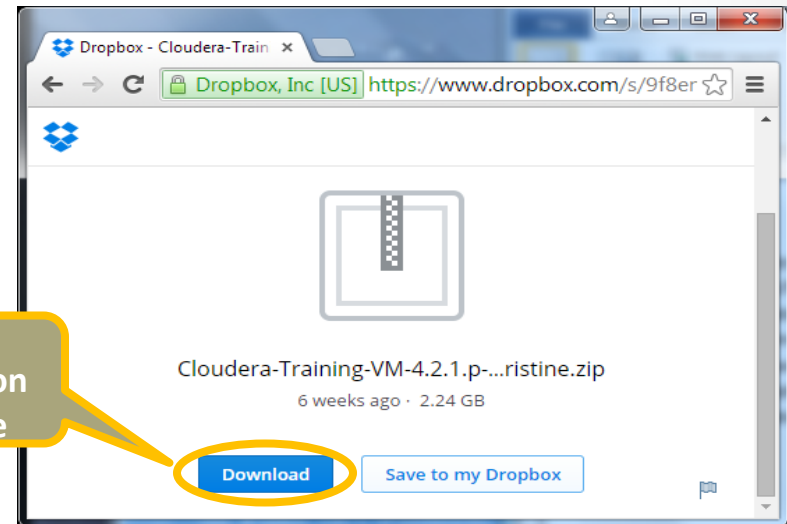 Dropbox - Cloudera-Train
Dropbox, Inc [US] https://www.dropbox.com/s/9f8er
Cloudera-Training-VM-4.2.1.p-...ristine.zip
6 weeks ago · 2.24 GB
Download
Save to my Dropbox